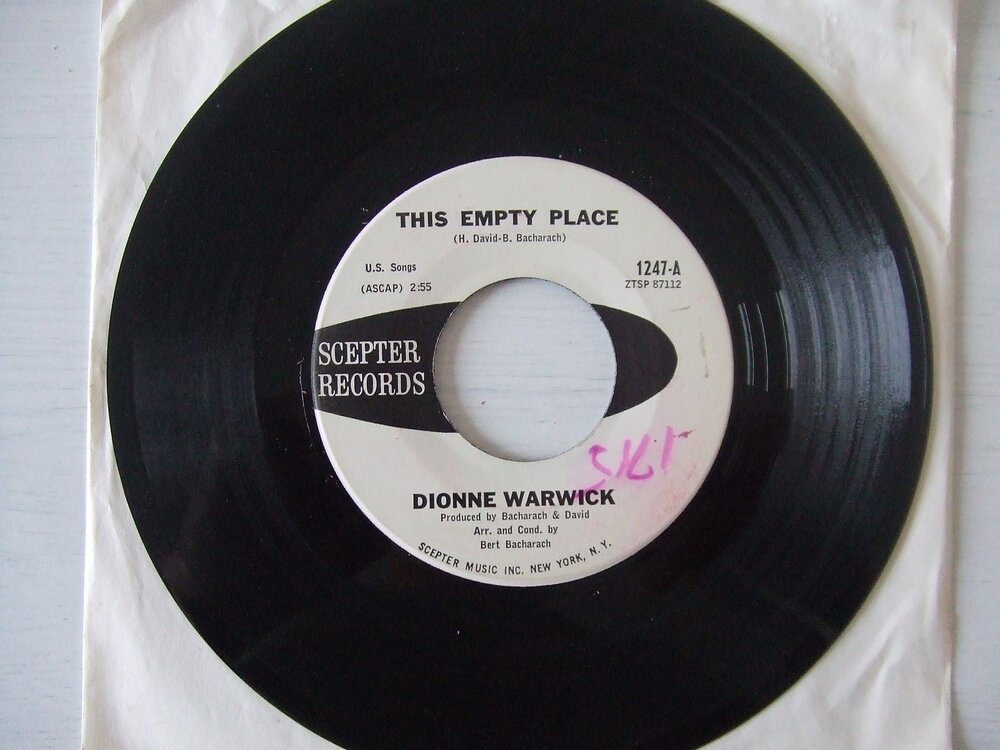 THIS EMPTY PLACE
(H. David-B. Bacharach)
U.S. Songs
(ASCAP) 2:55
1247-A
ZTSP 87112
SCEPTER
RECORDS
DIONNE WARWICK
Produced by Bacharach & David
Arr. and Cond. by
Bert Bacharach
SCEPTER MUSIC INC. NEW YORK, N.Y.